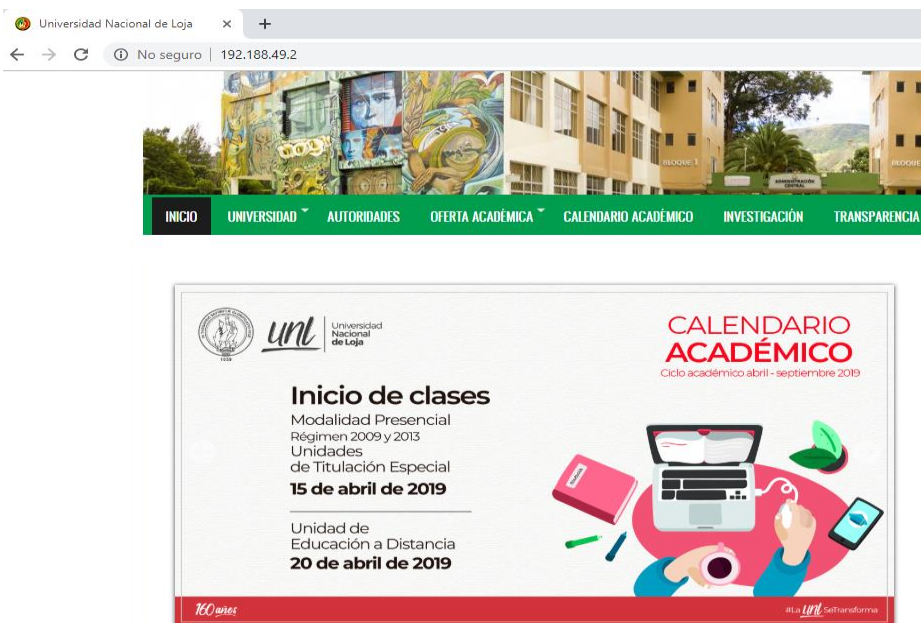 Universidad Nacional de Loja
No seguro | 192.188.49.2
BLOQUE 1
ADMINISTRACIÓN
CENTRAL
INICIO UNIVERSIDAD AUTORIDADES OFERTA ACADÉMICA CALENDARIO ACADÉMICO INVESTIGACIÓN TRANSPARENCIA
unl
Universidad
Nacional
de Loja
CALENDARIO
ACADÉMICO
Ciclo académico abril - septiembre 2019
Inicio de clases
Modalidad Presencial
Régimen 2009 y 2013
Unidades
de Titulación Especial
15 de abril de 2019
Unidad de
Educación a Distancia
20 de abril de 2019
160 años
#La unl SeTransforma